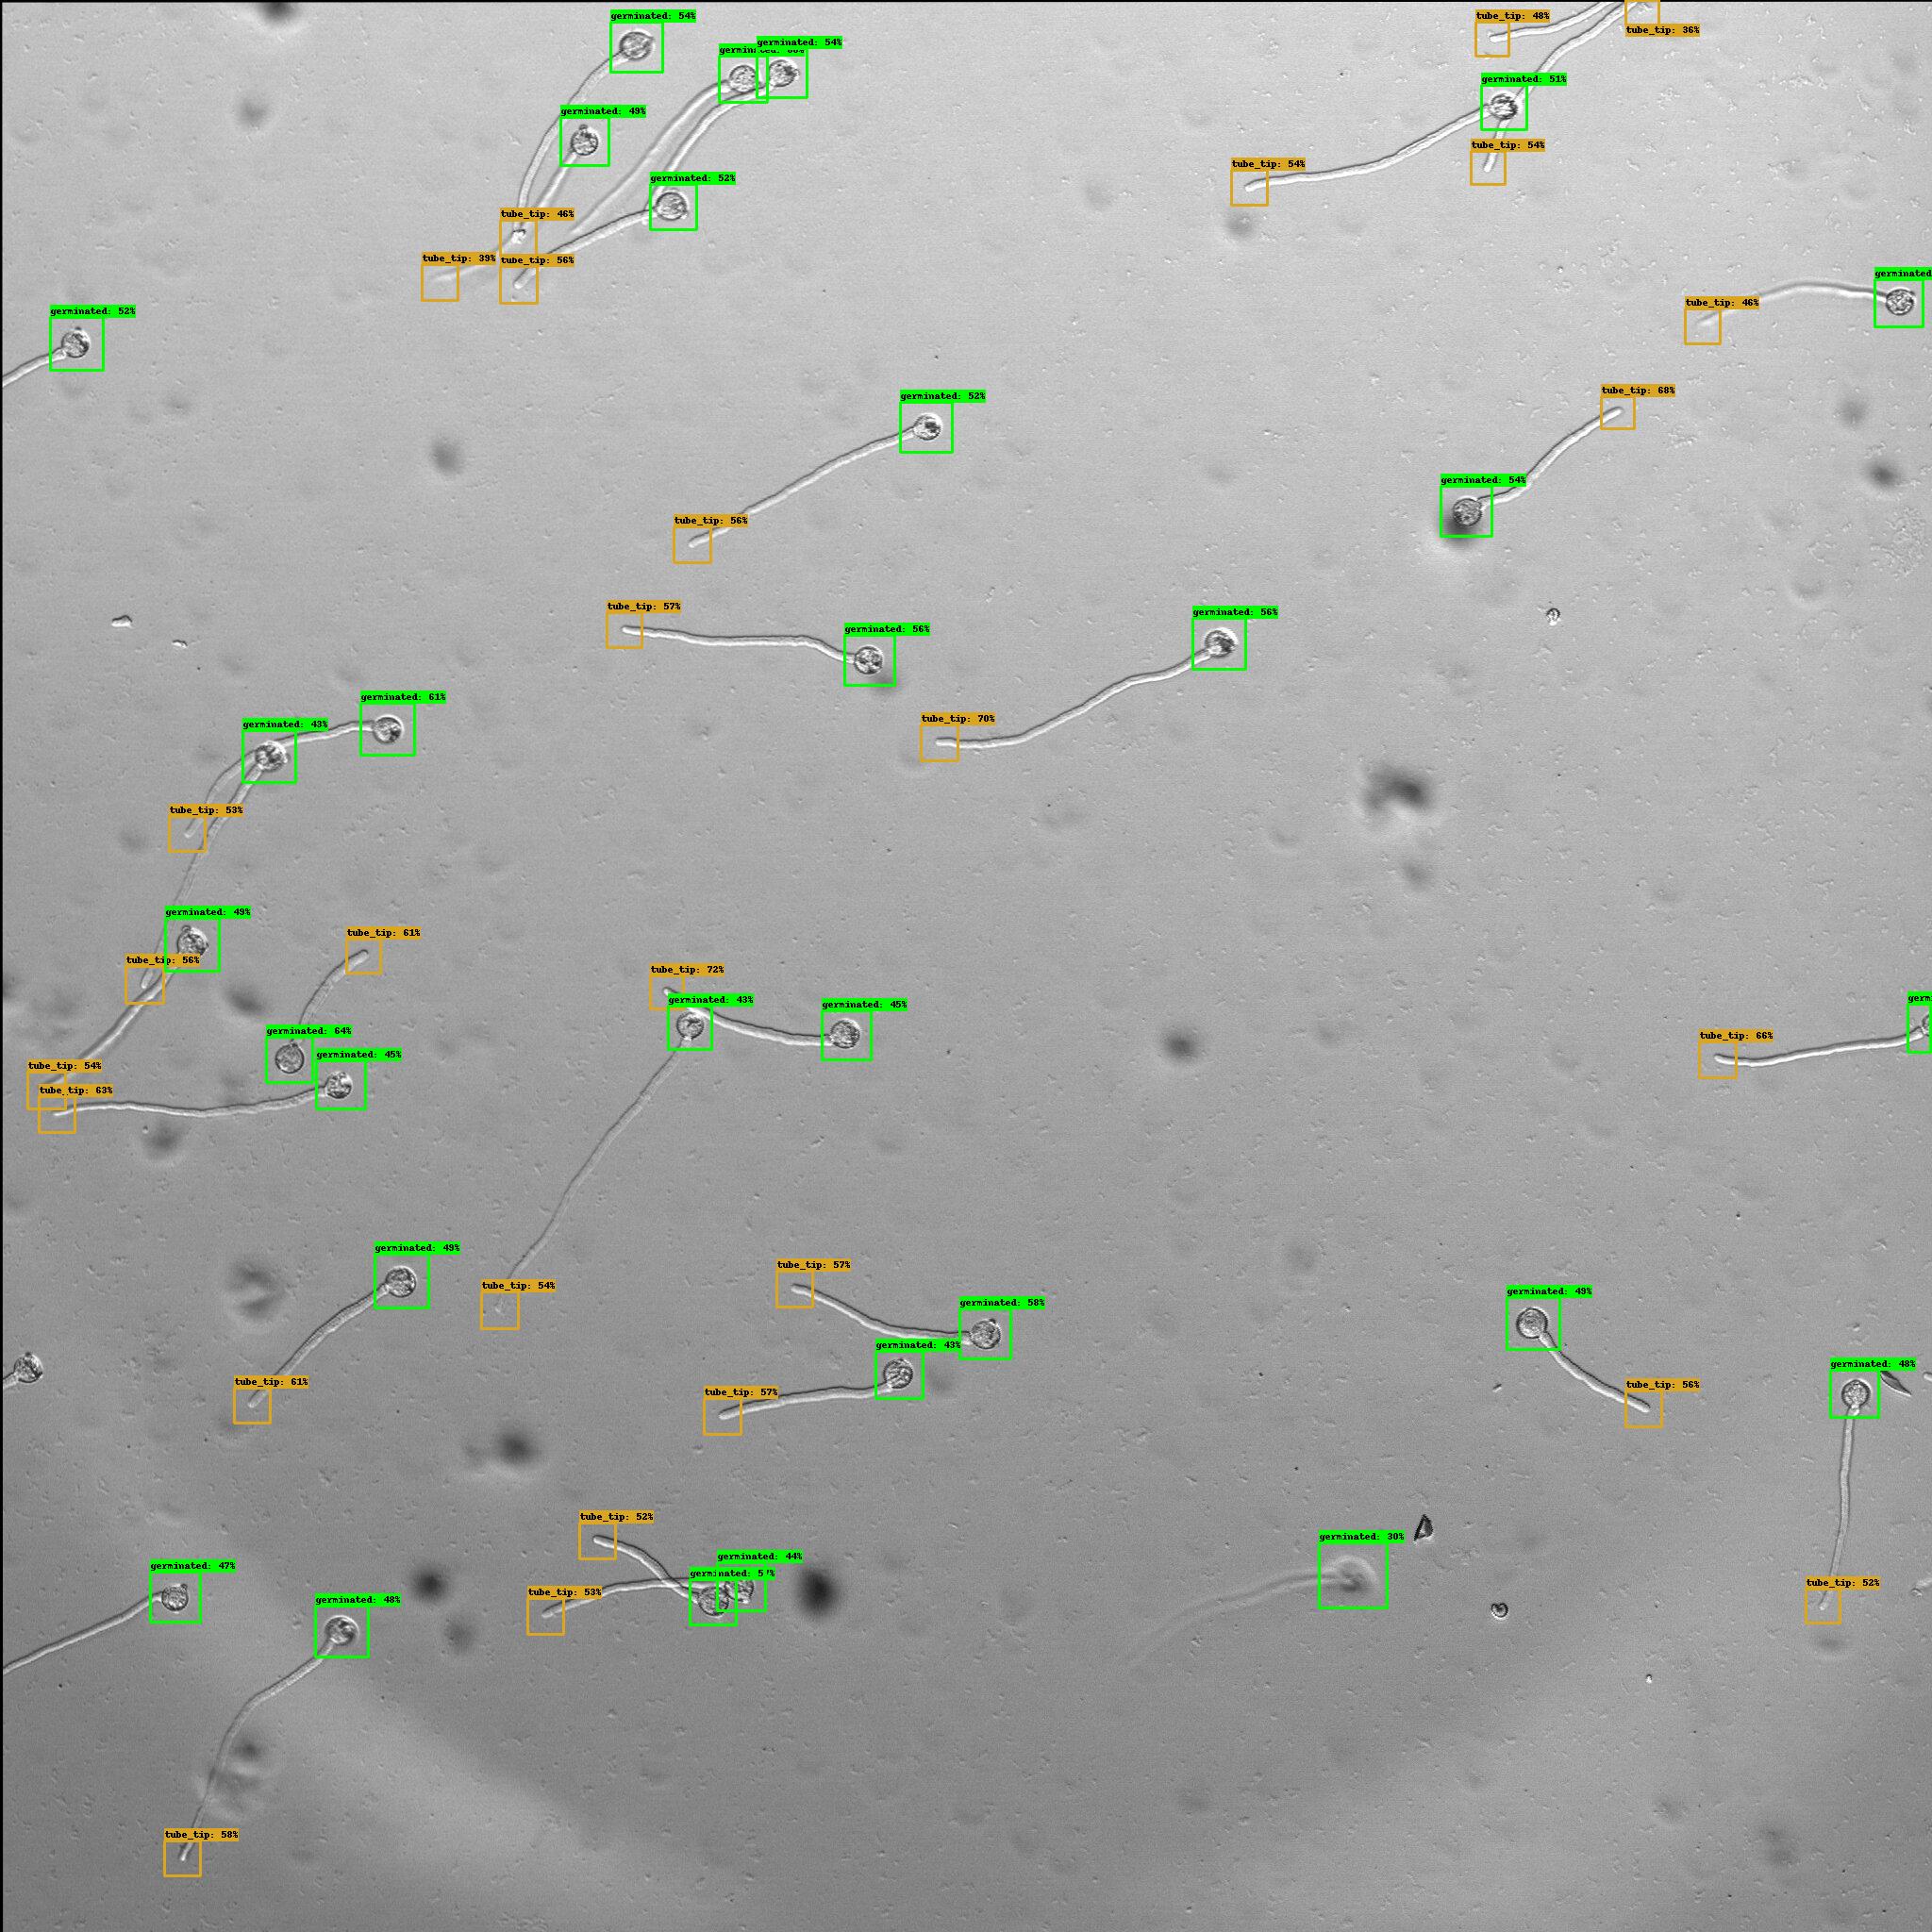 germinated: 54%
tube_tip: 48%
tube_tip: 36%
germinated: 54%
germinated: 51%
germinated: 49%
tube_tip: 54%
tube_tip: 54%
germinated: 52%
tube_tip: 46%
tube_tip: 39%
tube_tip: 56%
germinated
tube_tip: 46%
germinated: 52%
tube_tip: 68%
germinated: 52%
germinated: 54%
tube_tip: 56%
tube_tip: 57%
germinated: 56%
germinated: 56%
germinated: 61%
tube_tip: 70%
germinated: 43%
tube_tip: 53%
germinated: 49%
tube_tip: 61%
tube_tip: 56%
tube_tip: 72%
germinated: 43%
germinated: 45%
germ
germinated: 64%
tube_tip: 66%
germinated: 45%
tube_tip: 54%
tube_tip: 63%
germinated: 49%
tube_tip: 57%
tube_tip: 54%
germinated: 49%
germinated: 58%
germinated: 43%
germinated: 48%
tube_tip: 61%
tube_tip: 57%
tube_tip: 56%
tube_tip: 52%
germinated: 30%
germinated: 44%
germinated: 47%
tube_tip: 52%
tube_tip: 53%
germinated: 48%
tube_tip: 58%